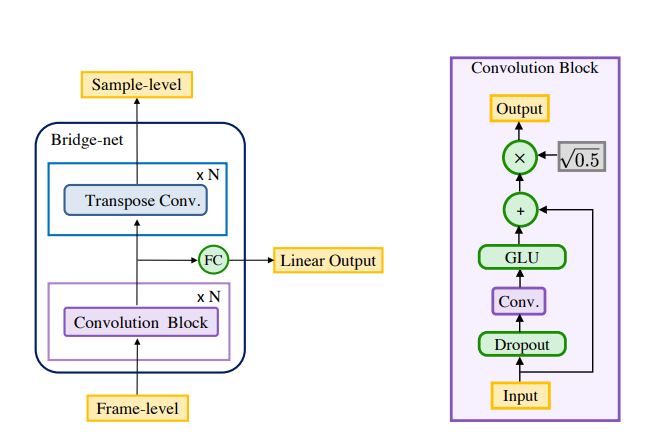 Sample-level
Bridge-net
x N
Transpose Conv.
FC
Linear Output
x N
Convolution Block
Frame-level
Convolution Block
Output
×
√0.5
+
GLU
Conv.
Dropout
Input